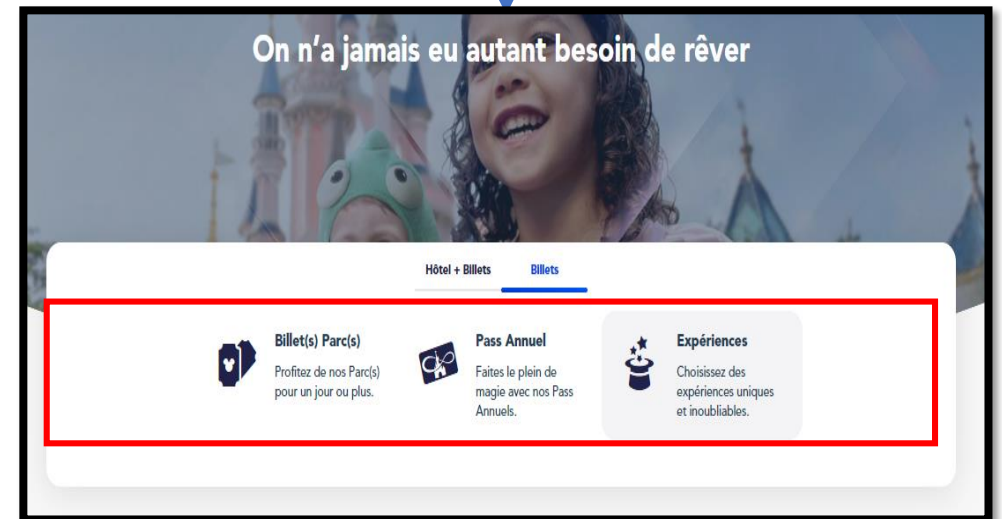 On n'a jamais eu autant besoin de rêver
Hôtel + Billets
Billets
Billet(s) Parc(s)
Profitez de nos Parc(s)
pour un jour ou plus.
Pass Annuel
Faites le plein de
magie avec nos Pass
Annuels.
Expériences
Choisissez des
expériences uniques
et inoubliables.